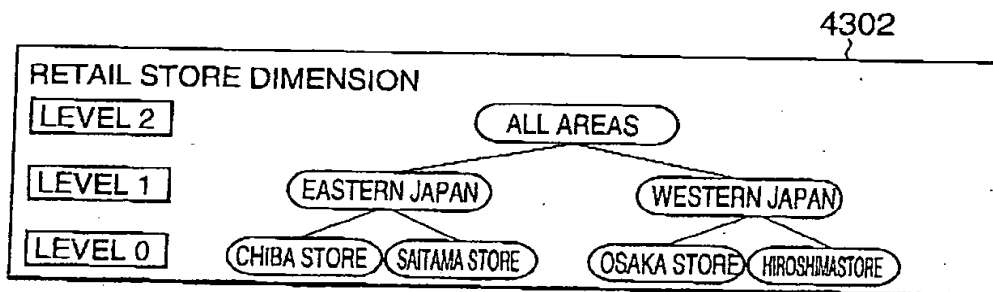 4302
RETAIL STORE DIMENSION
LEVEL 2 ALL AREAS
LEVEL 1 EASTERN JAPAN WESTERN JAPAN
LEVEL 0 CHIBA STORE SAITAMA STORE OSAKA STORE HIROSHIMASTORE